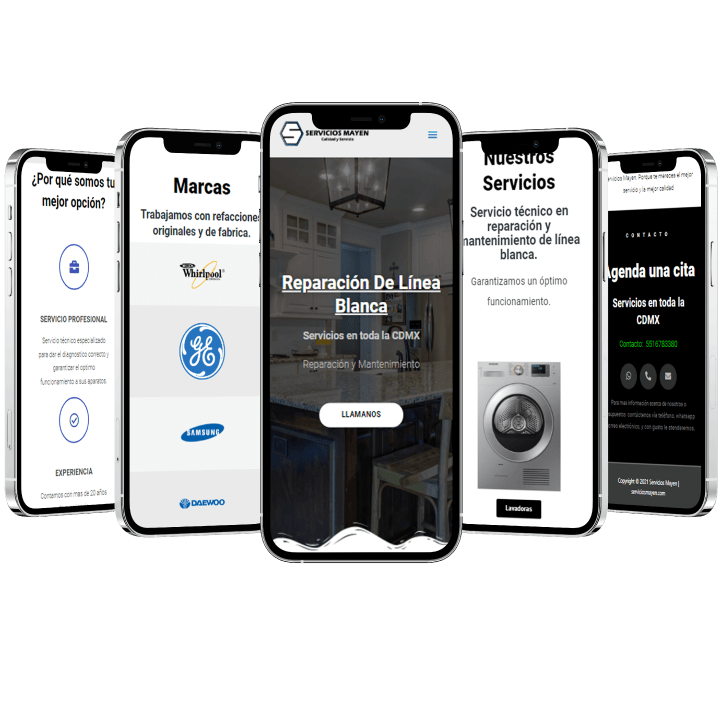 ¿Por qué somos tu
mejor opción?
SERVICIO PROFESIONAL
Servicio técnico especializado
para dar el diagnostico correcto y
garantizar el optimo
funcionamiento a sus aparatos.
EXPERIENCIA
Contamos con mas de 20 años
Marcas
Trabajamos con refacciones
originales y de fabrica.
Whirlpool
GE
SAMSUNG
DAEWOO
SERVICIOS MAYEN
Calidad y Servicio
Reparación De Línea
Blanca
Servicios en toda la CDMX
Reparación y Mantenimiento
LLAMANOS
Nuestros
Servicios
Servicio técnico en
reparación y
mantenimiento de línea
blanca.
Garantizamos un óptimo
funcionamiento.
Lavadoras
Servicios Mayen: Porque te mereces el mejor
servicio y la mejor calidad
CONTACTO
Agenda una cita
Servicios en toda la
CDMX
Contacto: 5516783380
Para mas información acerca de nosotros o
contáctanos vía teléfono, whatsapp
correo electrónico, y con gusto le atenderemos.
Copyright © 2021 Servicios Mayen |
serviciosmayen.com